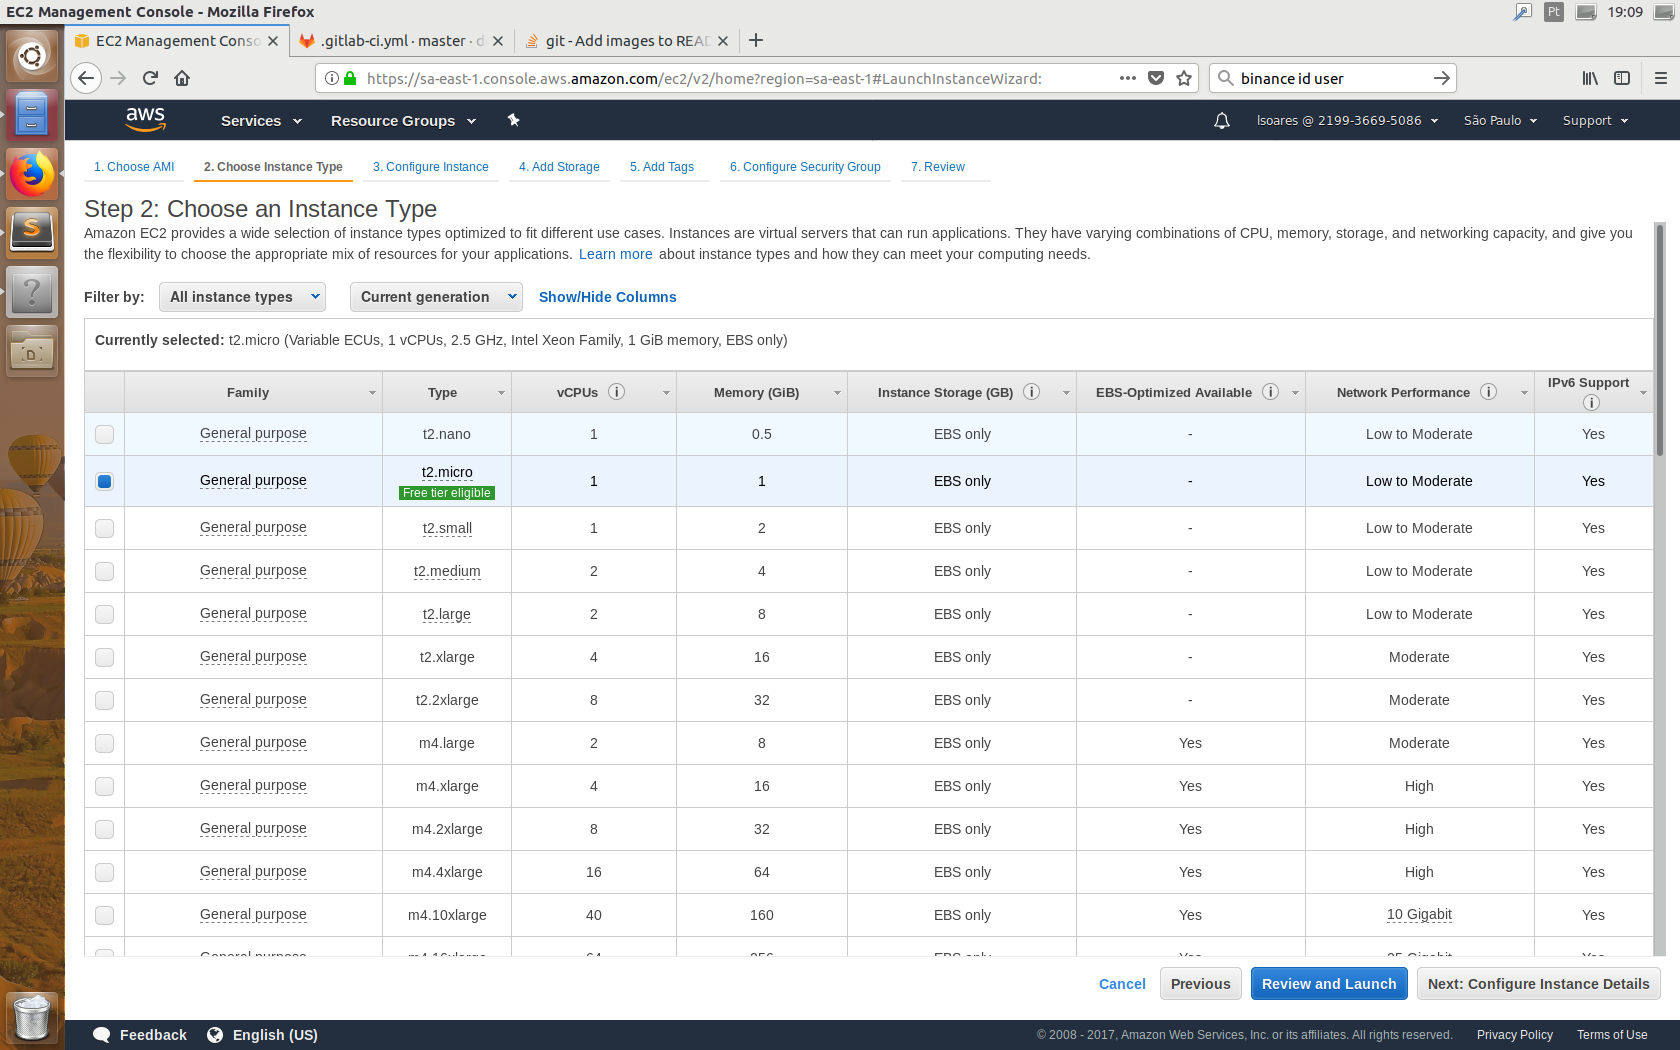 EC2 Management Console - Mozilla Firefox
Pt
19:09
EC2 Management Conso
.gitlab-ci.yml · master · d
git - Add images to READ
https://sa-east-1.console.aws.amazon.com/ec2/v2/home?region=sa-east-1#LaunchInstanceWizard:
binance id user
aws
Services
Resource Groups
lsoares @ 2199-3669-5086
São Paulo
Support
1. Choose AMI
2. Choose Instance Type
3. Configure Instance
4. Add Storage
5. Add Tags
6. Configure Security Group
7. Review
Step 2: Choose an Instance Type
Amazon EC2 provides a wide selection of instance types optimized to fit different use cases. Instances are virtual servers that can run applications. They have varying combinations of CPU, memory, storage, and networking capacity, and give you
the flexibility to choose the appropriate mix of resources for your applications. Learn more about instance types and how they can meet your computing needs.
Filter by: All instance types Current generation Show/Hide Columns
Currently selected: t2.micro (Variable ECUs, 1 vCPUs, 2.5 GHz, Intel Xeon Family, 1 GiB memory, EBS only)
Family Type vCPUs Memory (GiB) Instance Storage (GB) EBS-Optimized Available Network Performance IPv6 Support
General purpose t2.nano 1 0.5 EBS only - Low to Moderate Yes
General purpose t2.micro 1 1 EBS only - Low to Moderate Yes
Free tier eligible
General purpose t2.small 1 2 EBS only - Low to Moderate Yes
General purpose t2.medium 2 4 EBS only - Low to Moderate Yes
General purpose t2.large 2 8 EBS only - Low to Moderate Yes
General purpose t2.xlarge 4 16 EBS only - Moderate Yes
General purpose t2.2xlarge 8 32 EBS only - Moderate Yes
General purpose m4.large 2 8 EBS only Yes Moderate Yes
General purpose m4.xlarge 4 16 EBS only Yes High Yes
General purpose m4.2xlarge 8 32 EBS only Yes High Yes
General purpose m4.4xlarge 16 64 EBS only Yes High Yes
General purpose m4.10xlarge 40 160 EBS only Yes 10 Gigabit Yes
General purpose m4.16xlarge 64 256 EBS only Yes 25 Gigabit Yes
Cancel
Previous
Review and Launch
Next: Configure Instance Details
Feedback
English (US)
© 2008 - 2017, Amazon Web Services, Inc. or its affiliates. All rights reserved.
Privacy Policy
Terms of Use